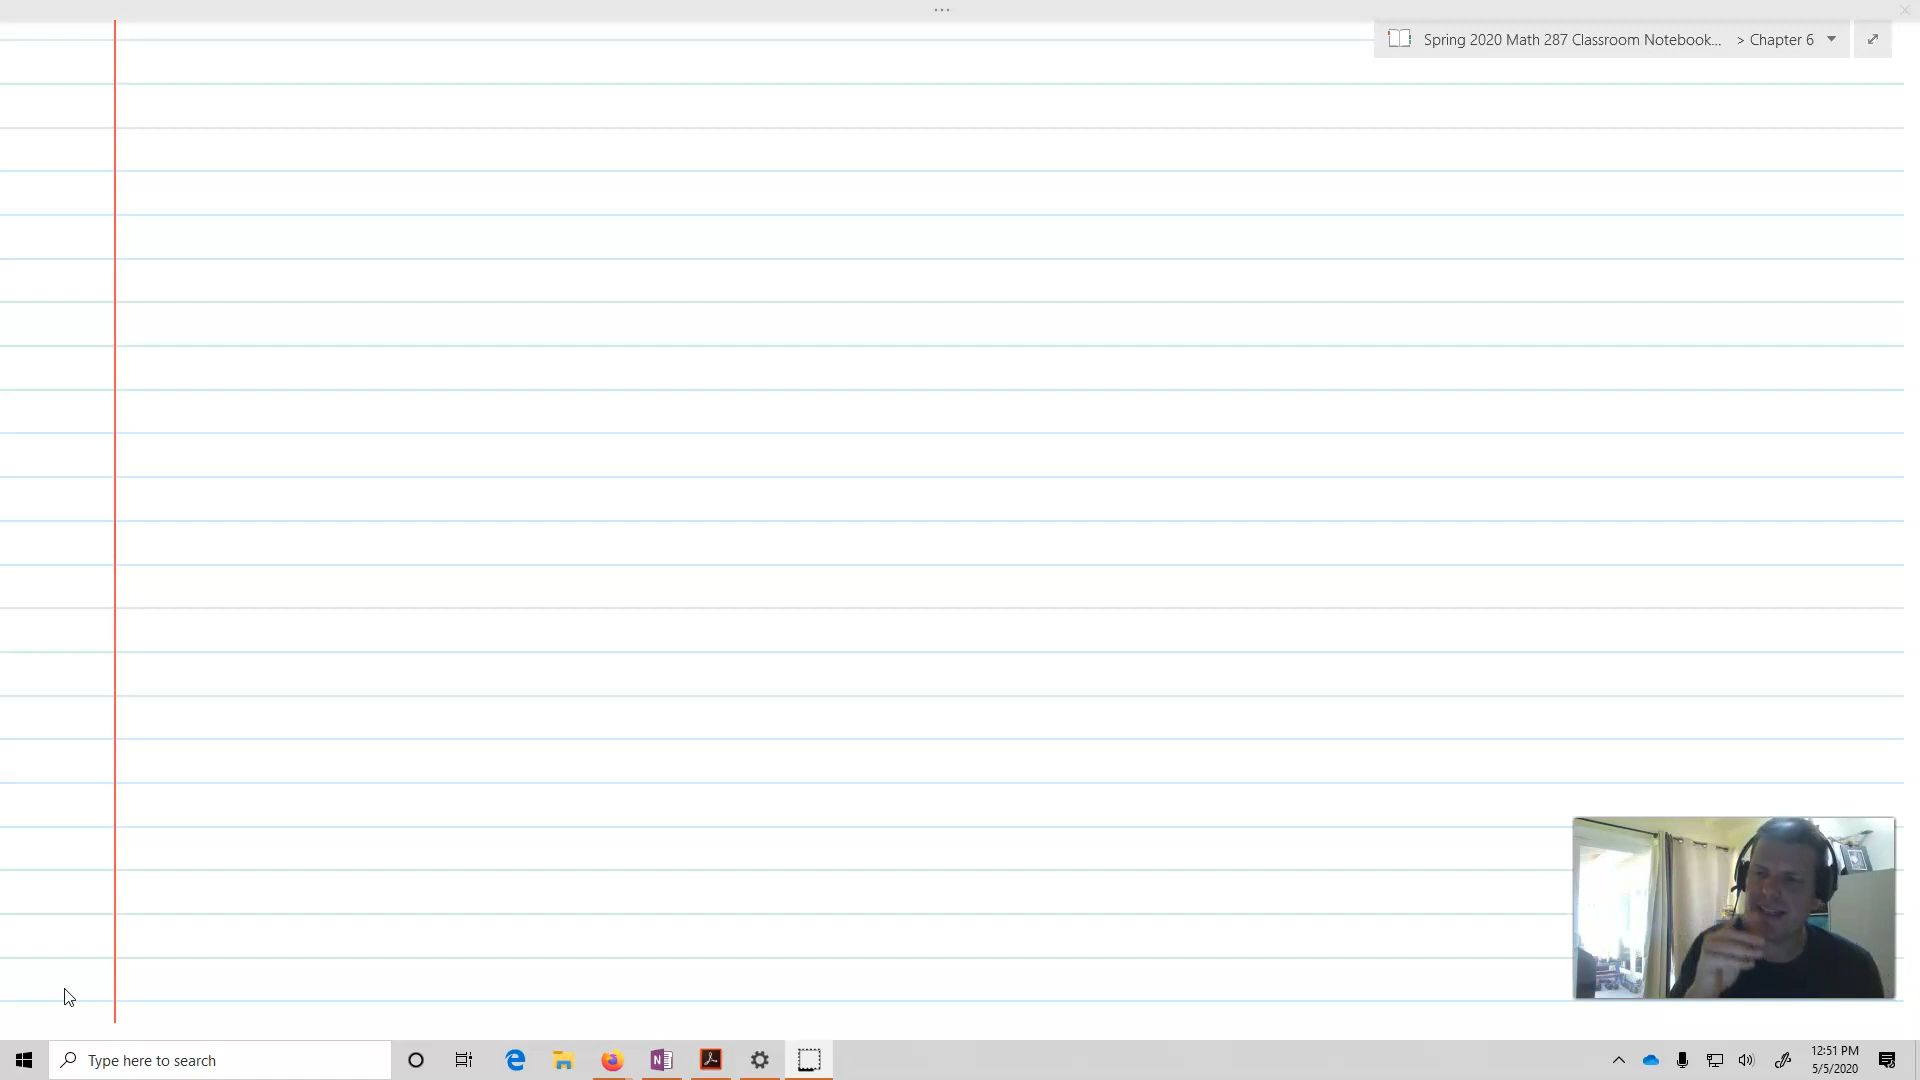 Spring 2020 Math 287 Classroom Notebook... > Chapter 6
Type here to search
12:51 PM
5/5/2020